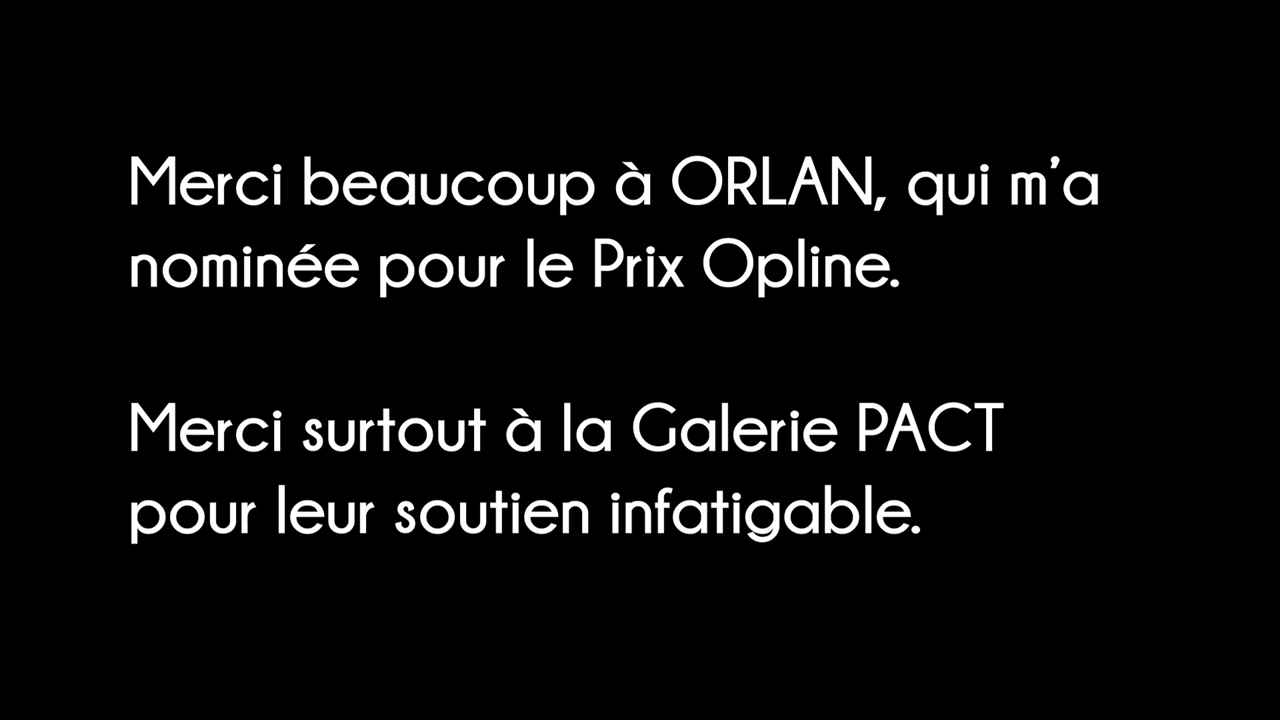 Merci beaucoup à ORLAN, qui m'a
nominée pour le Prix Opline.
Merci surtout à la Galerie PACT
pour leur soutien infatigable.